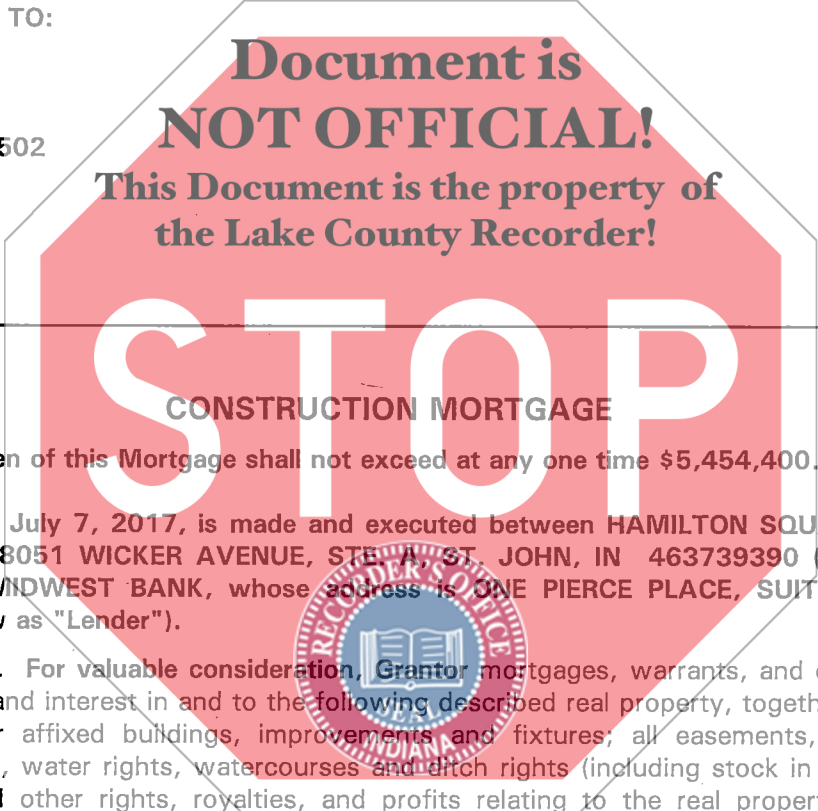 TO:
Document is
NOT OFFICIAL!
502
This Document is the property of
the Lake County Recorder!
STOP
CONSTRUCTION MORTGAGE
of this Mortgage shall not exceed at any one time $5,454,400.
July 7, 2017, is made and executed between HAMILTON
8051 WICKER AVENUE, STE. A, ST. JOHN, IN 463739390 (
MIDWEST BANK, whose address is ONE PIERCE PLACE,
as "Lender").
RECORDER'S OFFICE
. For valuable consideration, Grantor mortgages, warrants, and
and interest in and to the following described real property,
affixed buildings, improvements and fixtures; all easements,
, water rights, watercourses and ditch rights (including stock in
INDIANA
other rights, royalties, and profits relating to the real